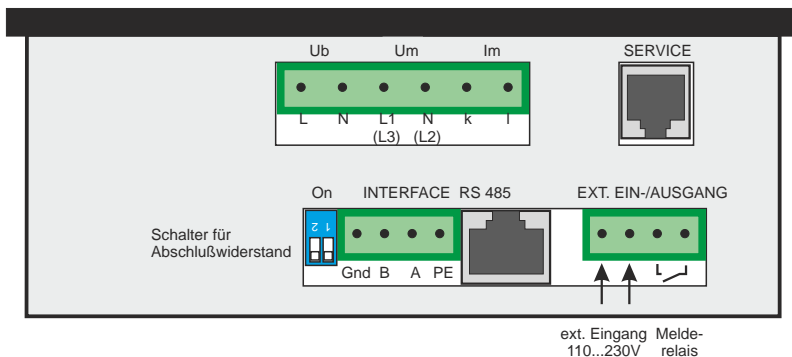 Ub Um Im SERVICE
L N L1 N k l
(L3) (L2)
On INTERFACE RS 485 EXT. EIN-/AUSGANG
2 1
Schalter für
Abschlußwiderstand
Gnd B A PE
ext. Eingang Melde-
110...230V relais